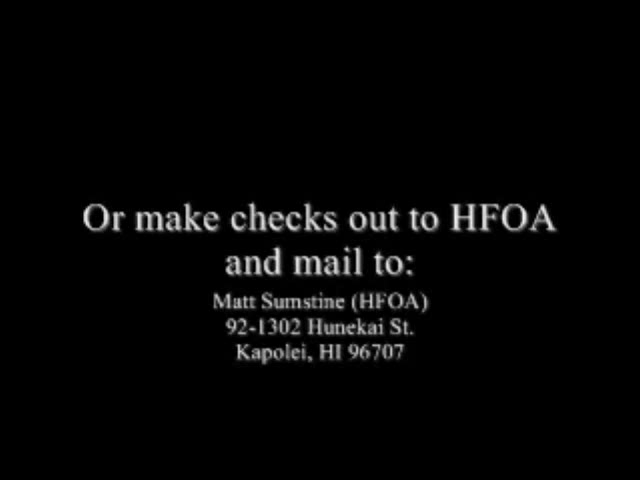 Or make checks out to HFOA
and mail to:
Matt Sumstine (HFOA)
92-1302 Hunekai St.
Kapolei, HI 96707